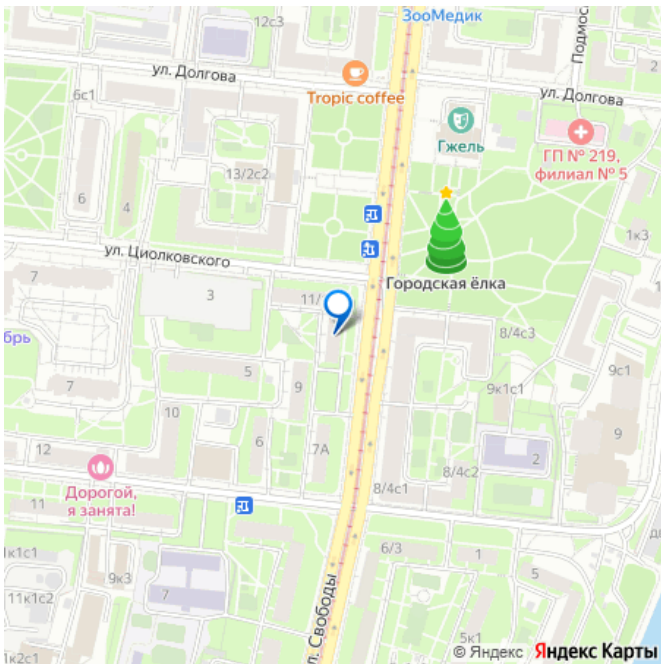 12с3
ЗооМедик
Подмос
ул. Долгова
ул. Долгова
6с1
Tropic coffee
Гжель
ГП № 219,
филиал № 5
13/2с2
6
4
1к3
ул. Циолковского
7
3
11/
Городская ёлка
брь
8/4с3
9с1
7
5
9
9к1с1
10
12
6
7А
9
2
8/4с2
Дорогой,
я занята!
11
8/4с1
1к1с1
9к3
6/3
1
5
11к1с2
7
л. Свободы
5к1
1к2с1
© Яндекс Яндекс Карты